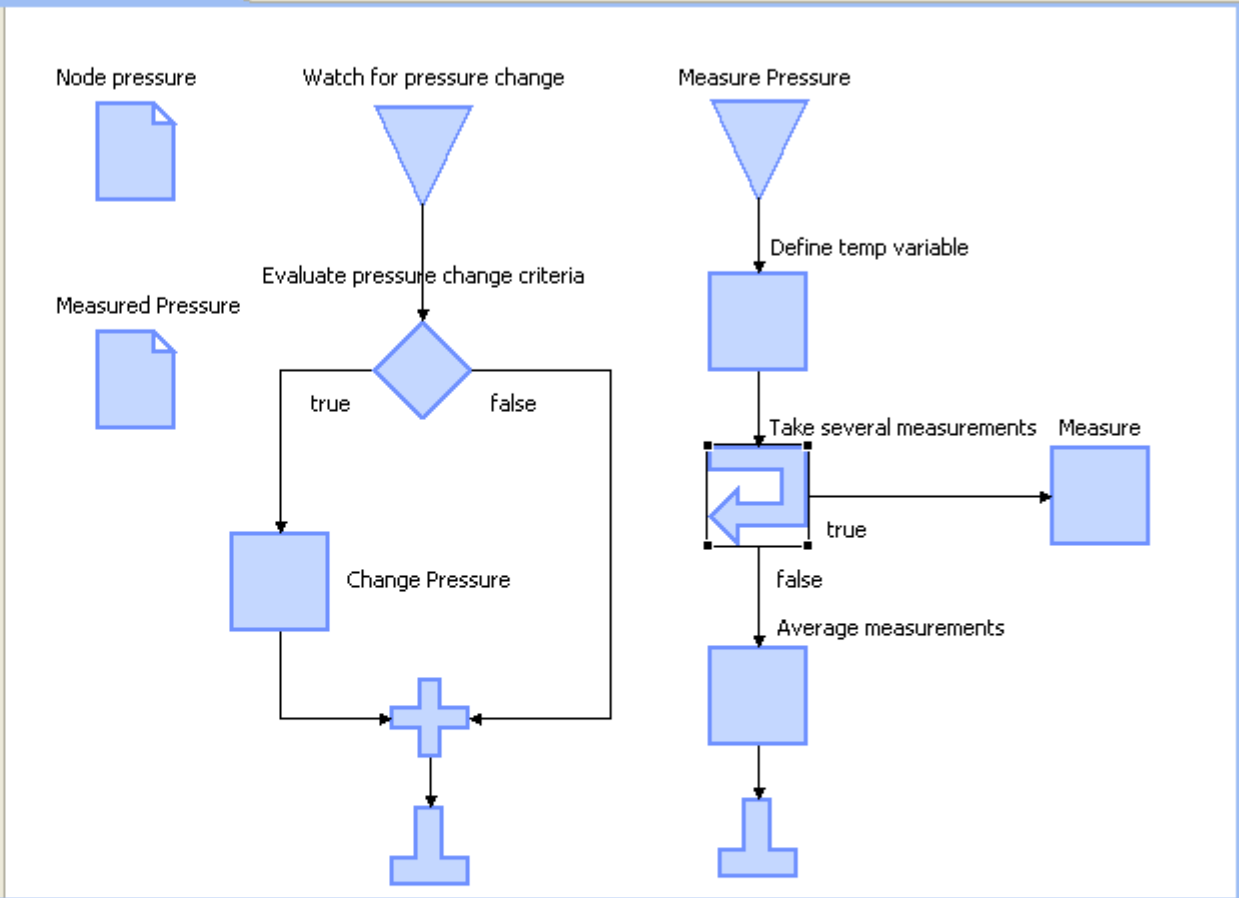 Node pressure
Watch for pressure change
Measure Pressure
Define temp variable
Evaluate pressure change criteria
Measured Pressure
true
false
Take several measurements
Measure
true
Change Pressure
false
Average measurements